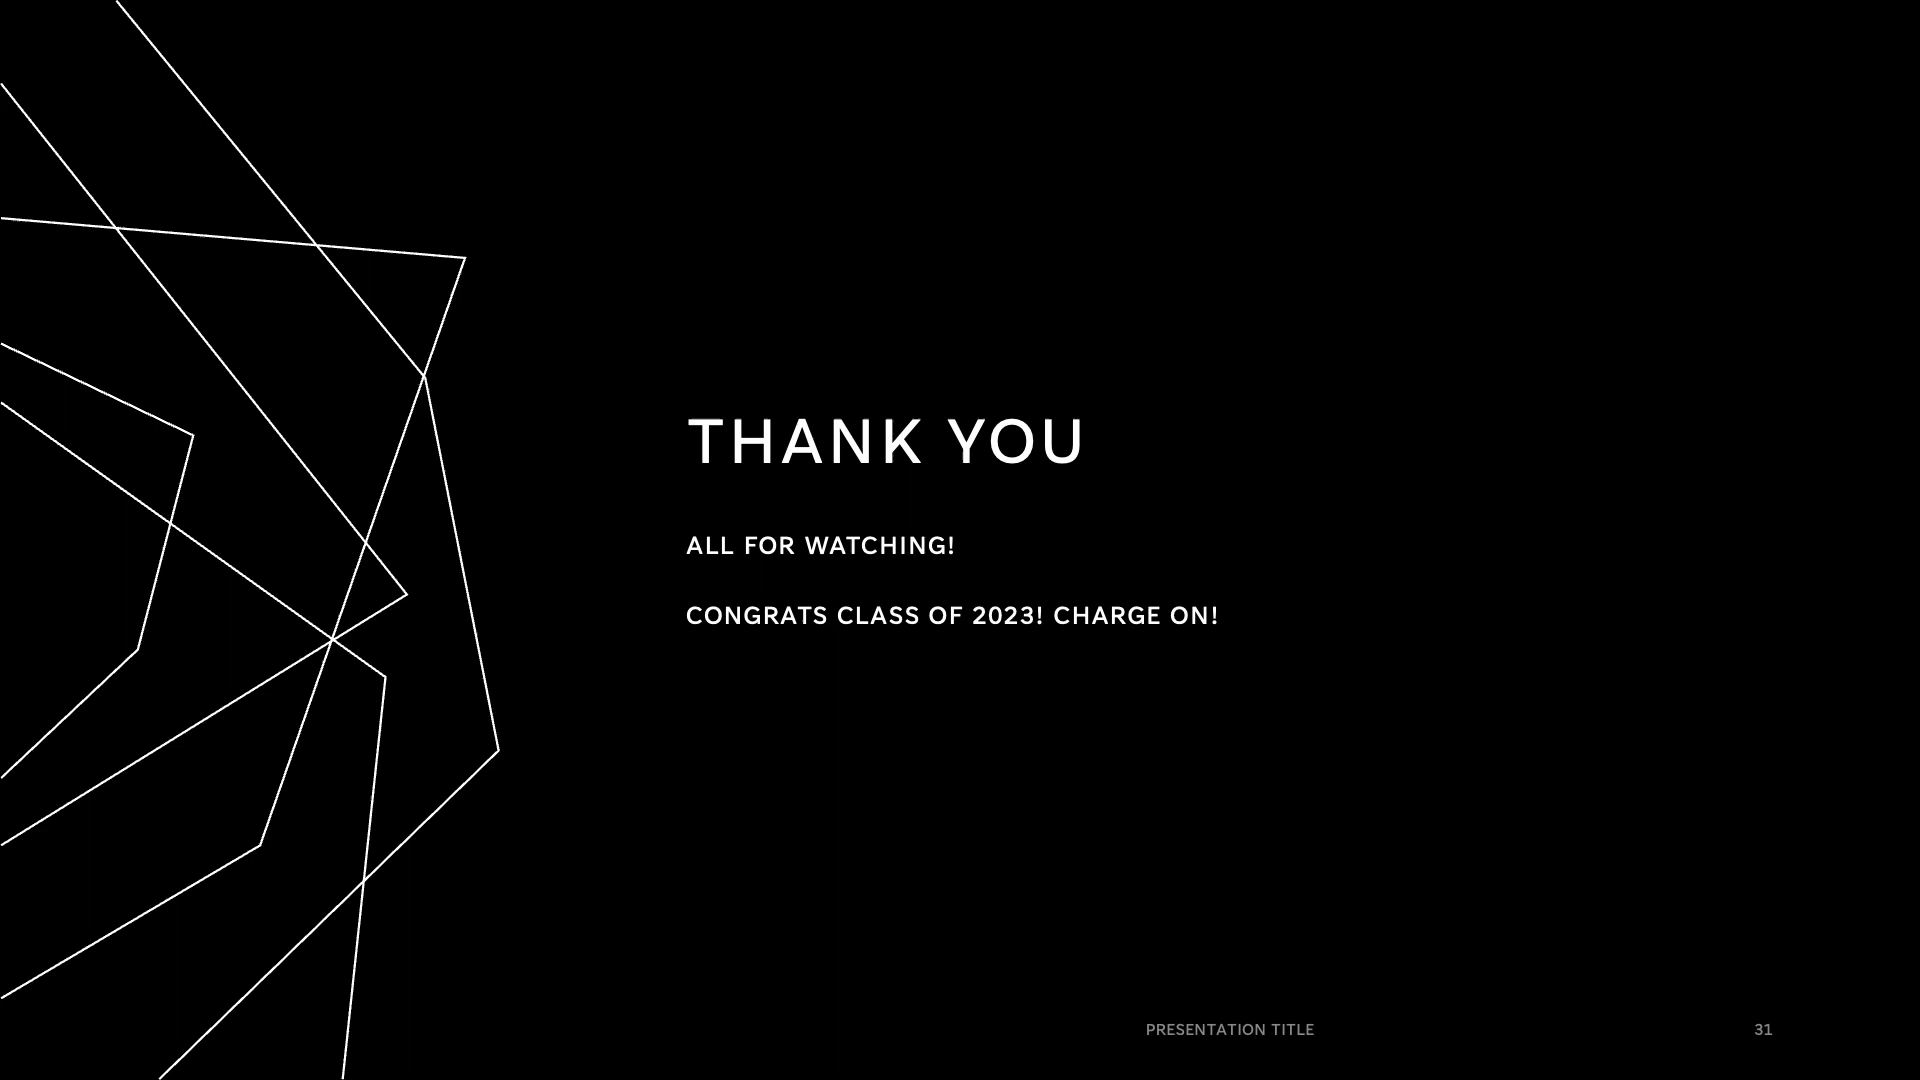 THANK YOU
ALL FOR WATCHING!
CONGRATS CLASS OF 2023! CHARGE ON!
PRESENTATION TITLE
31